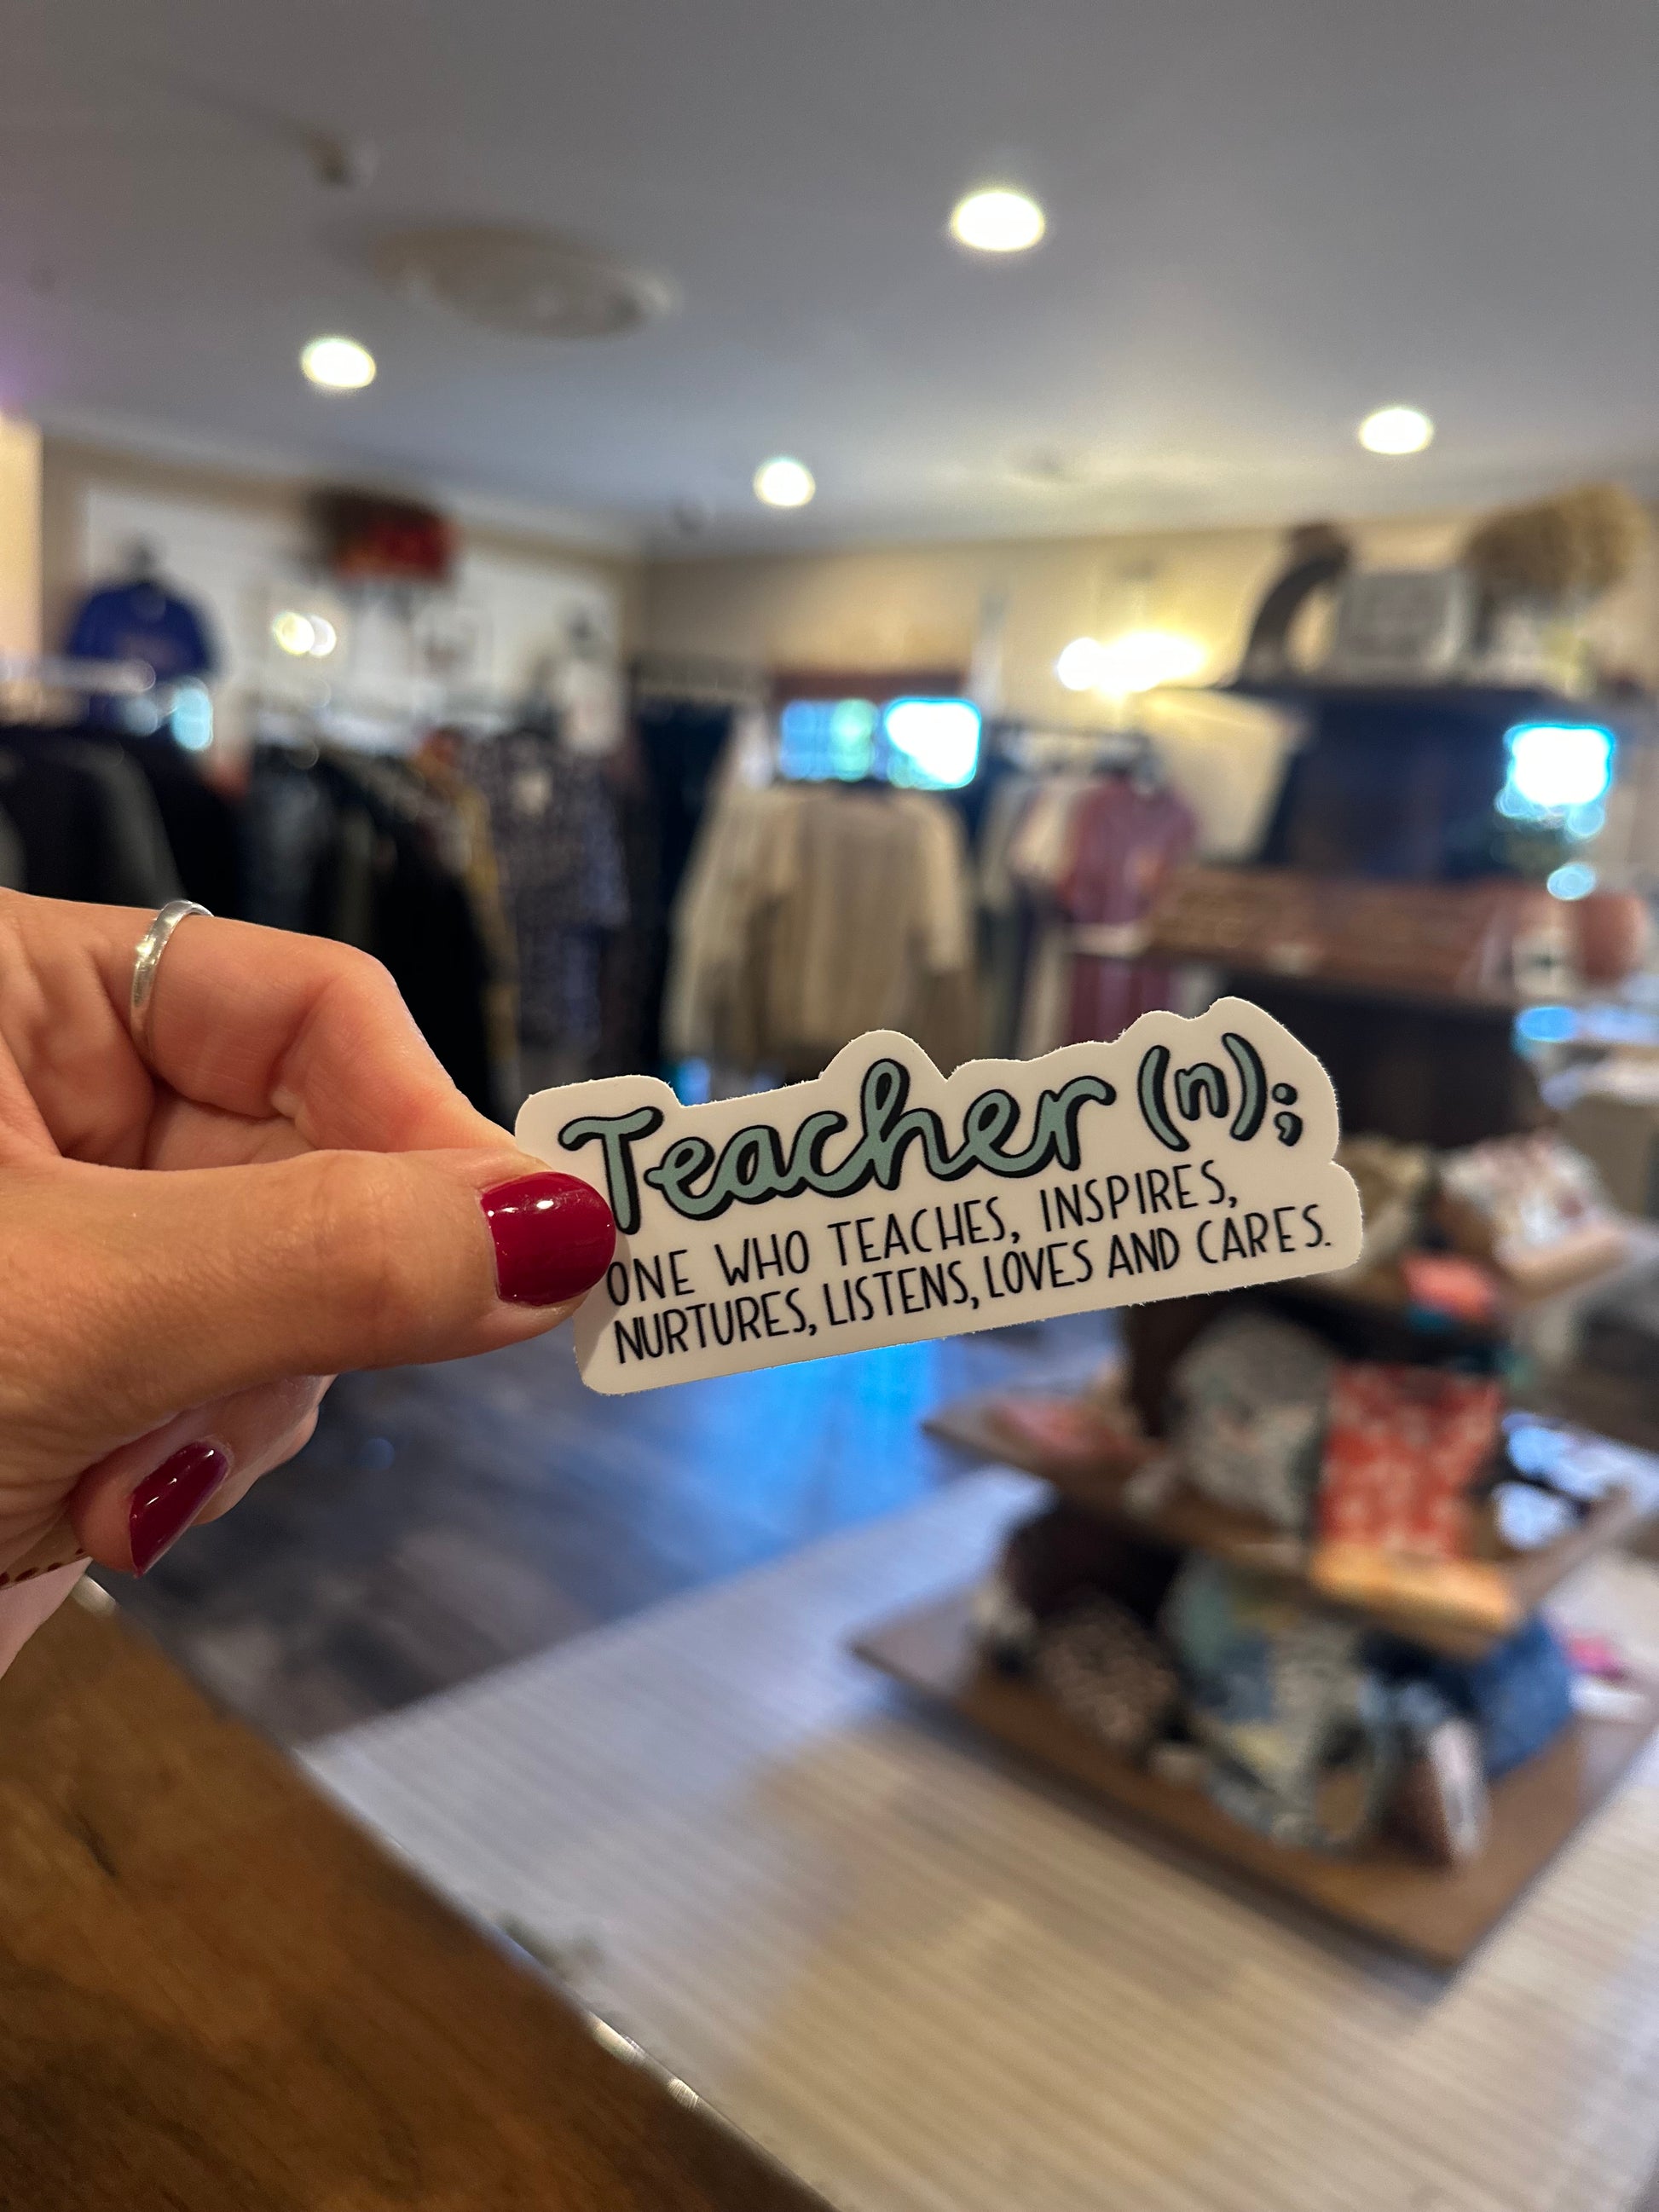 Teacher (n);
ONE WHO TEACHES, INSPIRES,
NURTURES, LISTENS, LOVES AND CARES.